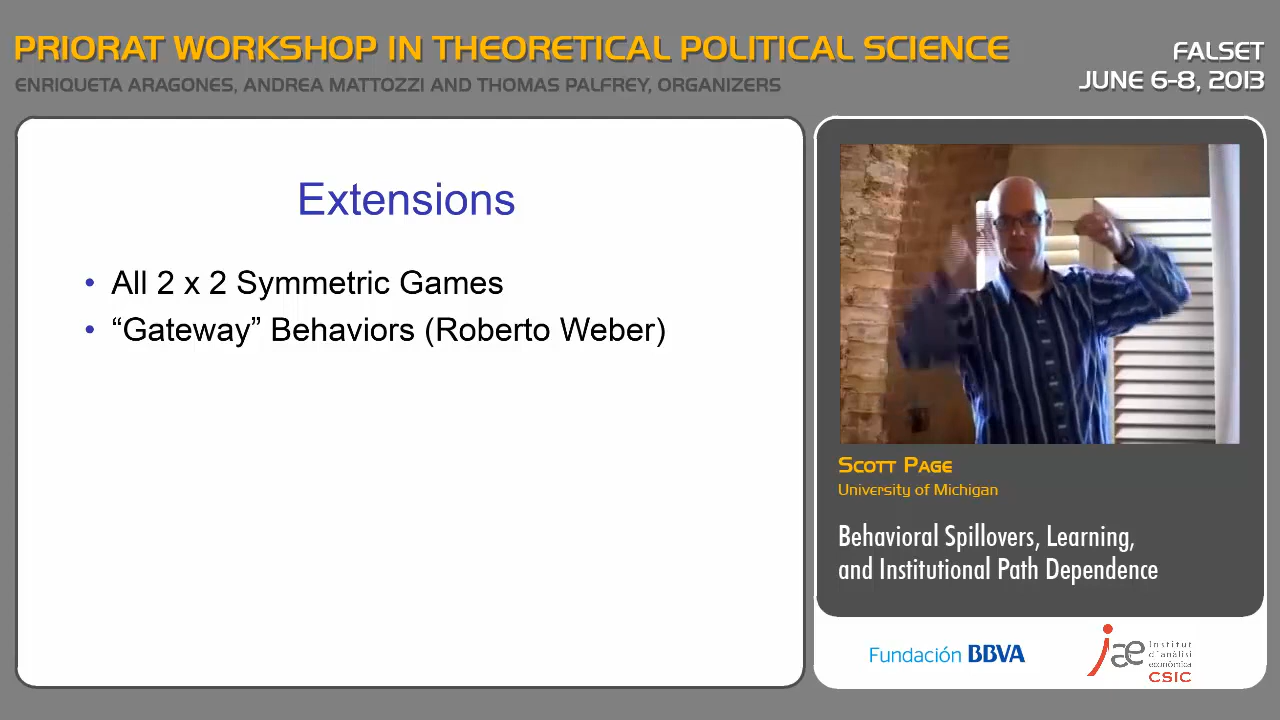 PRIORAT WORKSHOP IN THEORETICAL POLITICAL SCIENCE
ENRIQUETA ARAGONES, ANDREA MATTOZZI AND THOMAS PALFREY, ORGANIZERS
FALSET
JUNE 6-8, 2013
Extensions
• All 2 x 2 Symmetric Games
• “Gateway” Behaviors (Roberto Weber)
SCOTT PAGE
University of Michigan
Behavioral Spillovers, Learning,
and Institutional Path Dependence
Fundación BBVA
iae
Institut
d'anàlisi
econòmica
CSIC